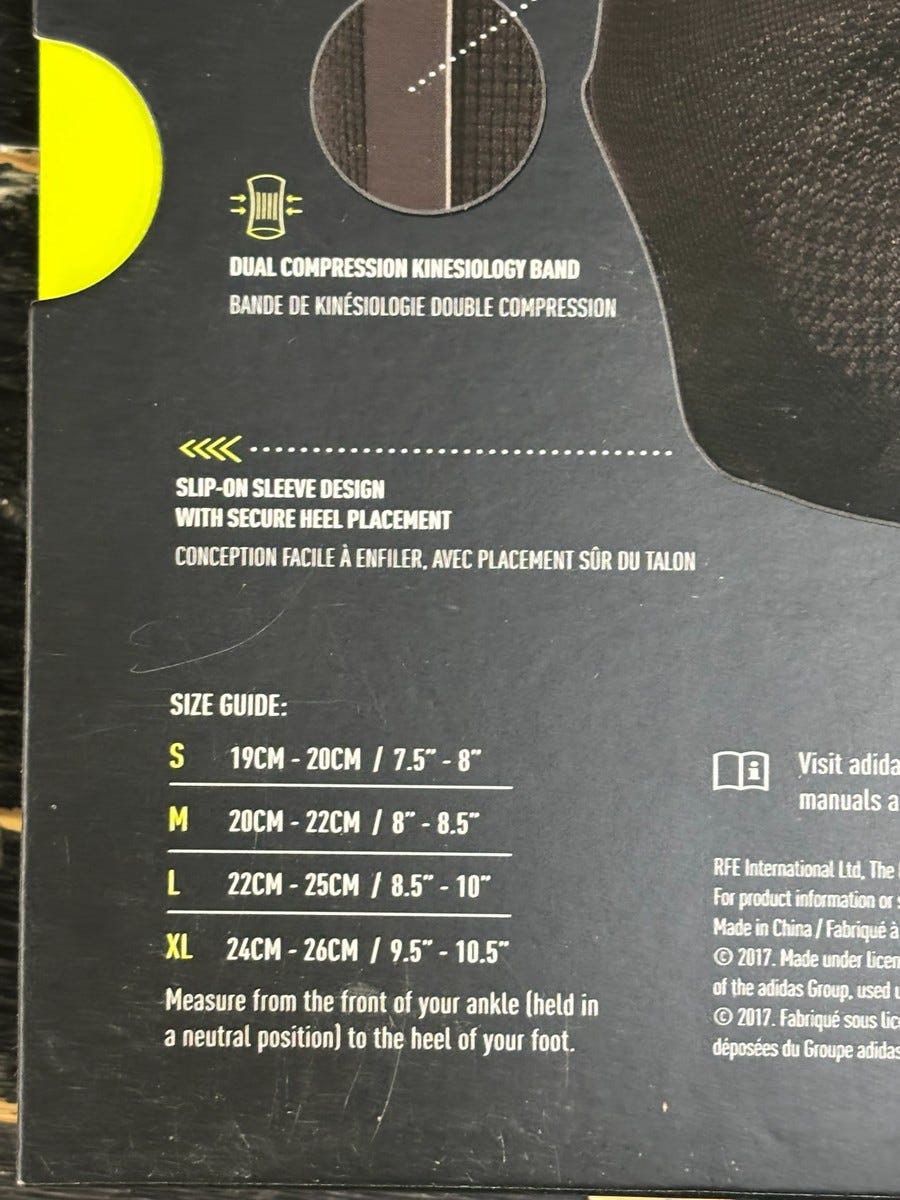 DUAL COMPRESSION KINESIOLOGY BAND
BANDE DE KINÉSIOLOGIE DOUBLE COMPRESSION
SLIP-ON SLEEVE DESIGN
WITH SECURE HEEL PLACEMENT
CONCEPTION FACILE À ENFILER, AVEC PLACEMENT SÛR DU TALON
SIZE GUIDE:
S 19CM - 20CM / 7.5” - 8”
M 20CM - 22CM / 8” - 8.5”
L 22CM - 25CM / 8.5” - 10”
XL 24CM - 26CM / 9.5” - 10.5”
Measure from the front of your ankle (held in
a neutral position) to the heel of your foot.
Visit adida
manuals a
RFE International Ltd, The
For product information or
Made in China / Fabriqué à
© 2017. Made under licen
of the adidas Group, used
© 2017. Fabriqué sous lic
déposées du Groupe adidas